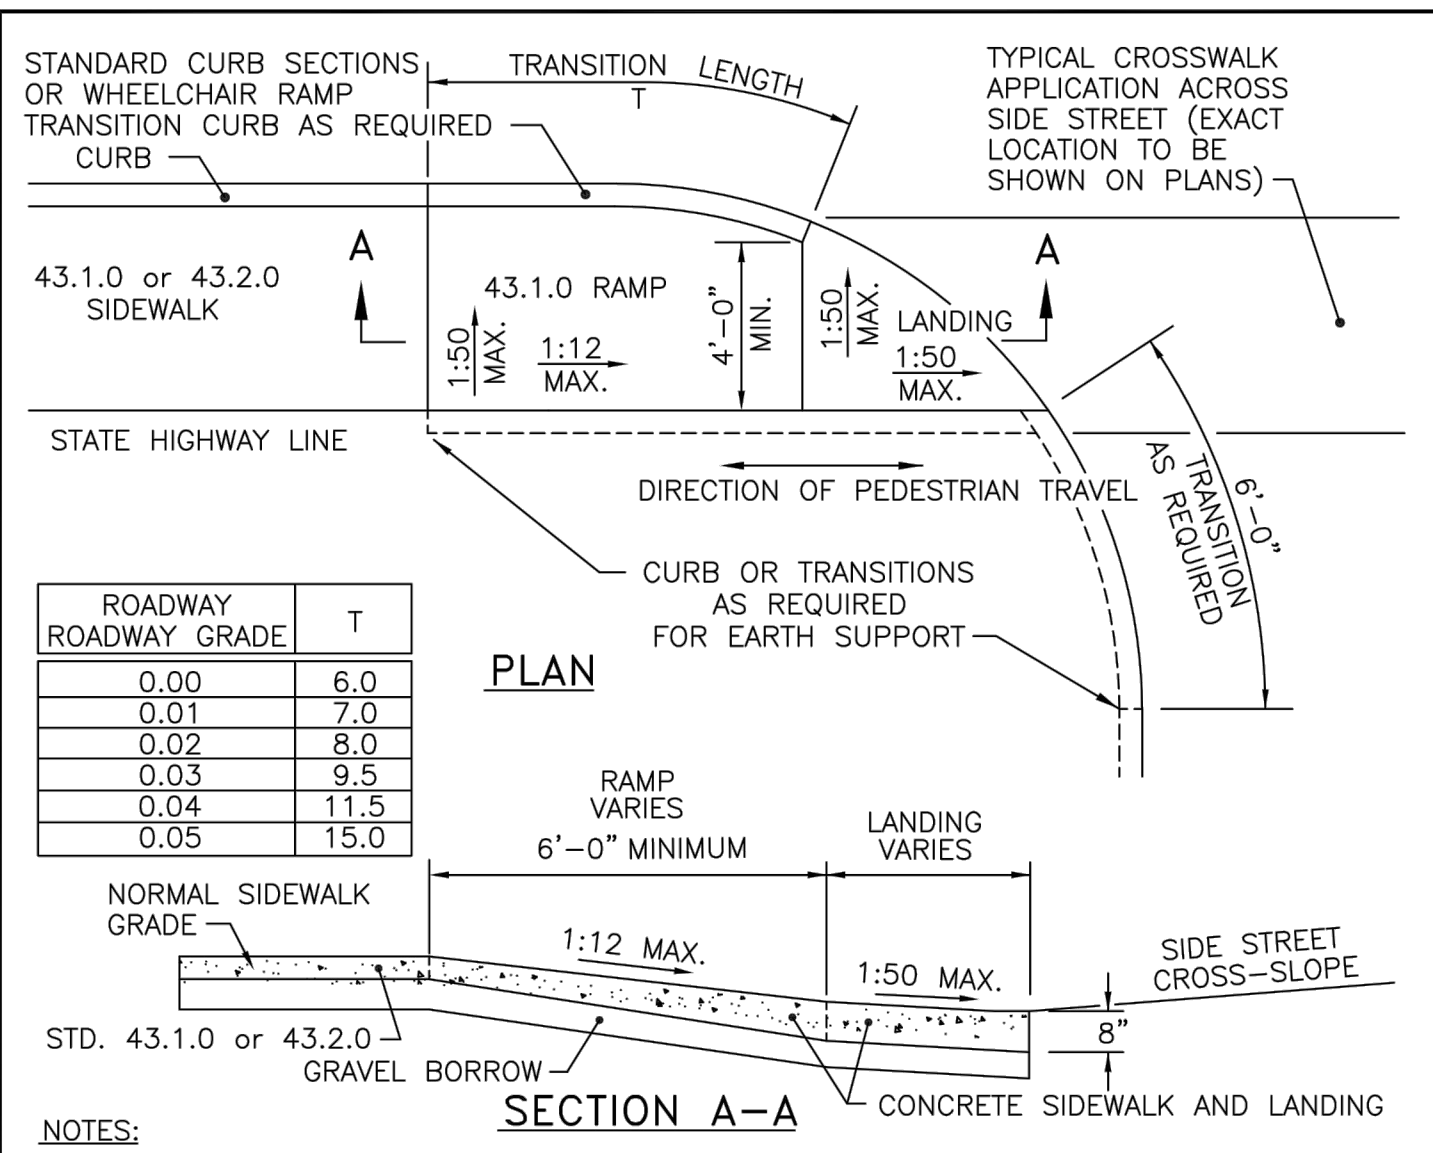 STANDARD CURB SECTIONS
OR WHEELCHAIR RAMP
TRANSITION CURB AS REQUIRED
CURB
TRANSITION LENGTH
T
TYPICAL CROSSWALK
APPLICATION ACROSS
SIDE STREET (EXACT
LOCATION TO BE
SHOWN ON PLANS)
A
A
43.1.0 or 43.2.0
SIDEWALK
43.1.0 RAMP
1:50
MAX.
1:12
MAX.
4'-0"
MIN.
1:50
MAX.
LANDING
1:50
MAX.
STATE HIGHWAY LINE
DIRECTION OF PEDESTRIAN TRAVEL
6'-0"
TRANSITION
AS REQUIRED
CURB OR TRANSITIONS
AS REQUIRED
FOR EARTH SUPPORT
PLAN
ROADWAY
ROADWAY GRADE
T
0.00 6.0
0.01 7.0
0.02 8.0
0.03 9.5
0.04 11.5
0.05 15.0
RAMP
VARIES
6'-0" MINIMUM
LANDING
VARIES
NORMAL SIDEWALK
GRADE
1:12 MAX.
1:50 MAX.
SIDE STREET
CROSS-SLOPE
8"
STD. 43.1.0 or 43.2.0
GRAVEL BORROW
CONCRETE SIDEWALK AND LANDING
SECTION A-A
NOTES: